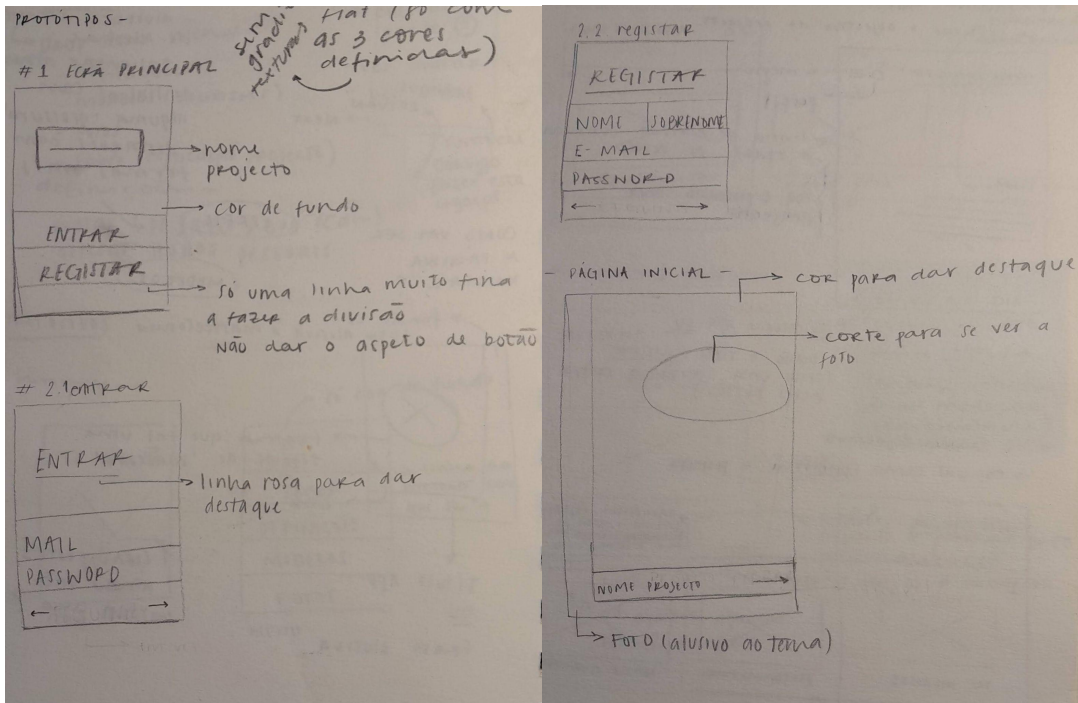 PROTÓTIPOS -
flat (só com
as 3 cores
definidas)
sem
texturas
#1 ECRÃ PRINCIPAL
nome
projecto
cor de fundo
ENTRAR
REGISTAR
só uma linha muito fina
a fazer a divisão
NÃO dar o aspeto de botão
# 2.1 entrar
ENTRAR
linha rosa para dar
destaque
MAIL
PASSWORD
2.2. registar
REGISTAR
NOME SOBRENOME
E-MAIL
PASSWORD
- PÁGINA INICIAL -
COR para dar destaque
CORTE para se ver a
FOTO
NOME PROJECTO
FOTO (alusivo ao tema)